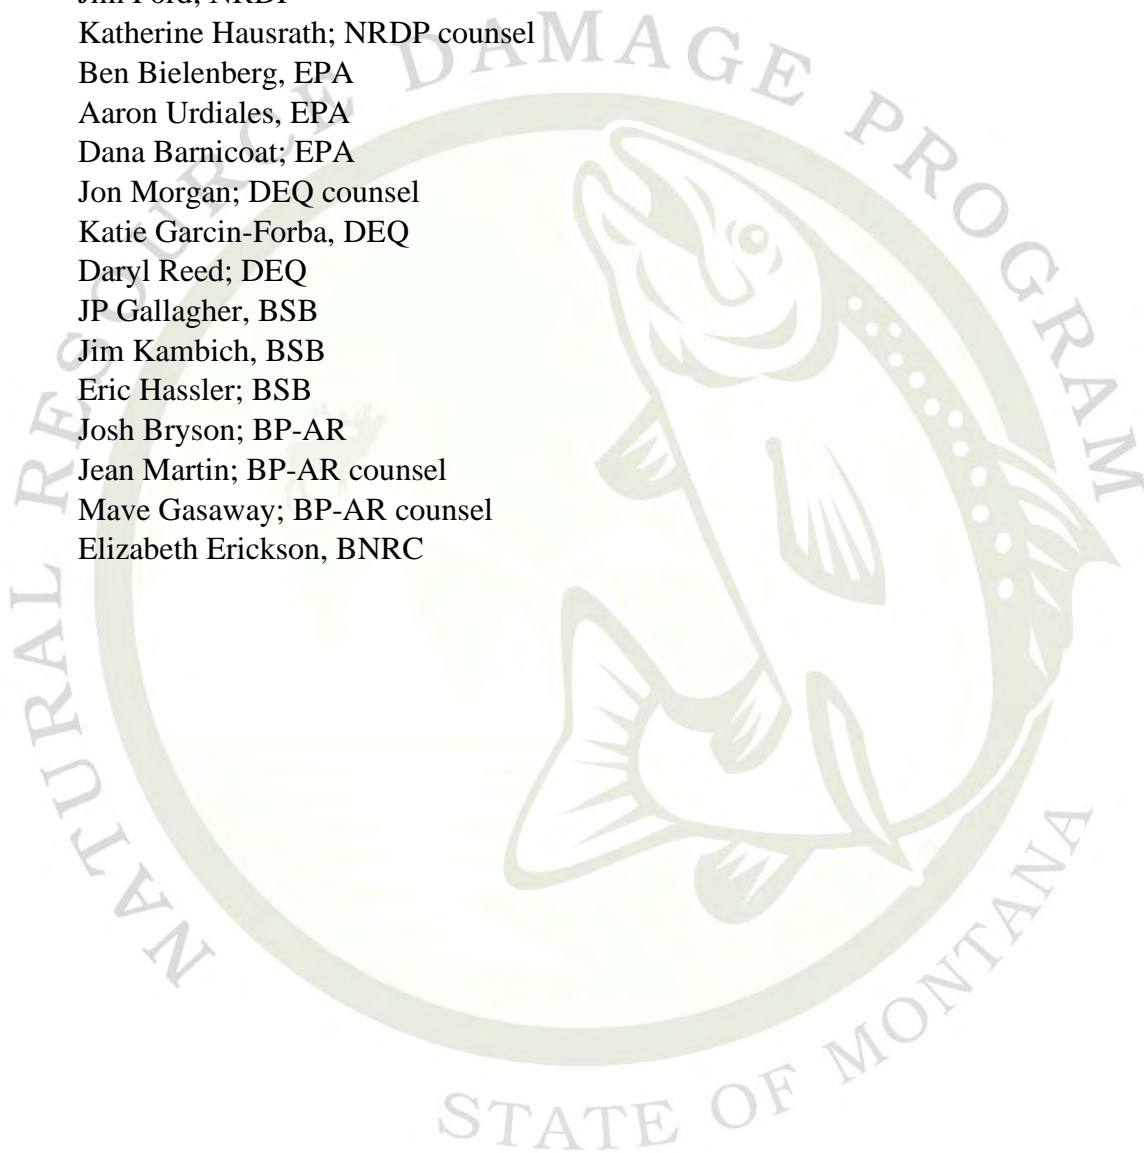 Jim Ford, NRDP
Katherine Hausrath; NRDP counsel
Ben Bielenberg, EPA
Aaron Urdiales, EPA
Dana Barnicoat; EPA
Jon Morgan; DEQ counsel
Katie Garcin-Forba, DEQ
Daryl Reed; DEQ
JP Gallagher, BSB
Jim Kambich, BSB
Eric Hassler; BSB
Josh Bryson; BP-AR
Jean Martin; BP-AR counsel
Mave Gasaway; BP-AR counsel
Elizabeth Erickson, BNRC
NATURAL RESOURCE DAMAGE PROGRAM
STATE OF MONTANA